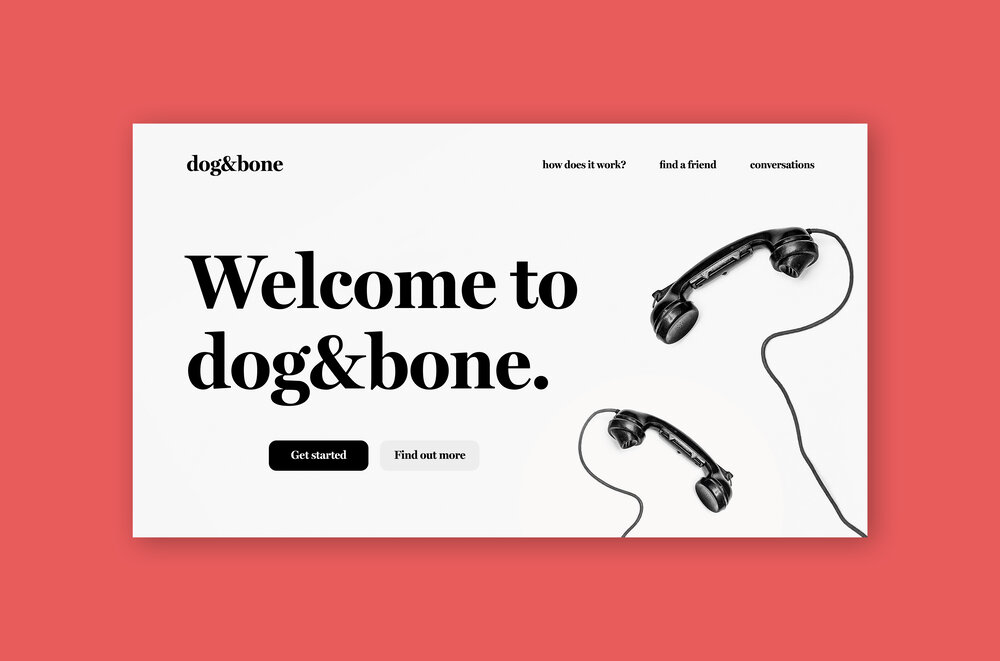 dog&bone
how does it work?
find a friend
conversations
Welcome to
dog&bone.
Get started
Find out more